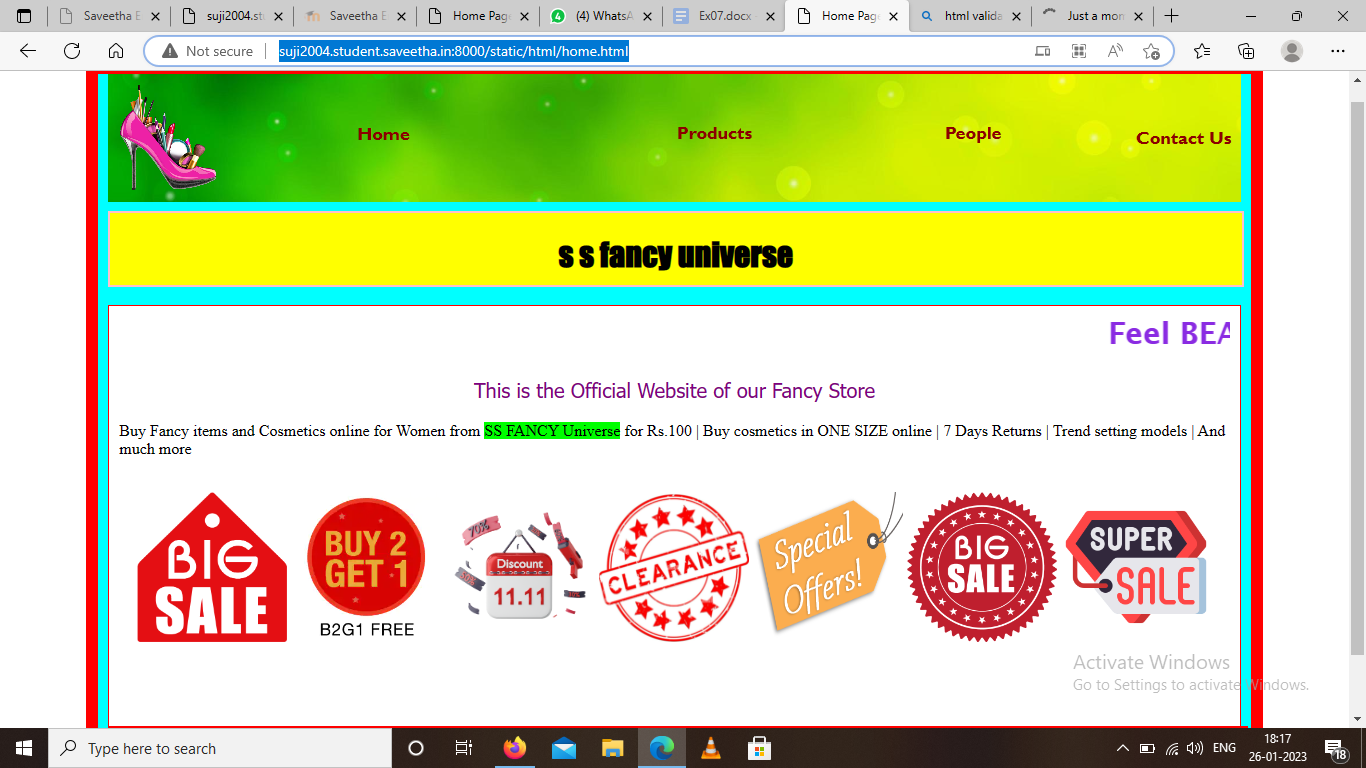 Saveetha E
suji2004.stu
Saveetha E
Home Page
(4) WhatsA
Ex07.docx -
Home Page
html valida
Just a mom
Not secure
suji2004.student.saveetha.in:8000/static/html/home.html
Home
Products
People
Contact Us
s s fancy universe
Feel BEA
This is the Official Website of our Fancy Store
Buy Fancy items and Cosmetics online for Women from SS FANCY Universe for Rs.100 | Buy cosmetics in ONE SIZE online | 7 Days Returns | Trend setting models | And
much more
BIG
SALE
BUY 2
GET 1
B2G1 FREE
70%
50%
Discount
11.11
CLEARANCE
Special
Offers!
BIG
SALE
SUPER
SALE
Activate Windows
Go to Settings to activate Windows.
Type here to search
ENG
18:17
26-01-2023
18